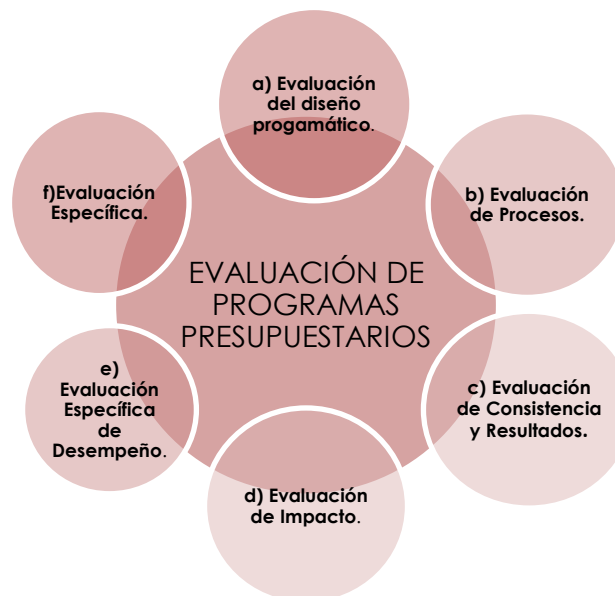 a) Evaluación
del diseño
progamático.
b) Evaluación
de Procesos.
c) Evaluación
de Consistencia
y Resultados.
d) Evaluación
de Impacto.
e)
Evaluación
Específica
de
Desempeño.
f)Evaluación
Específica.
EVALUACIÓN DE
PROGRAMAS
PRESUPUESTARIOS